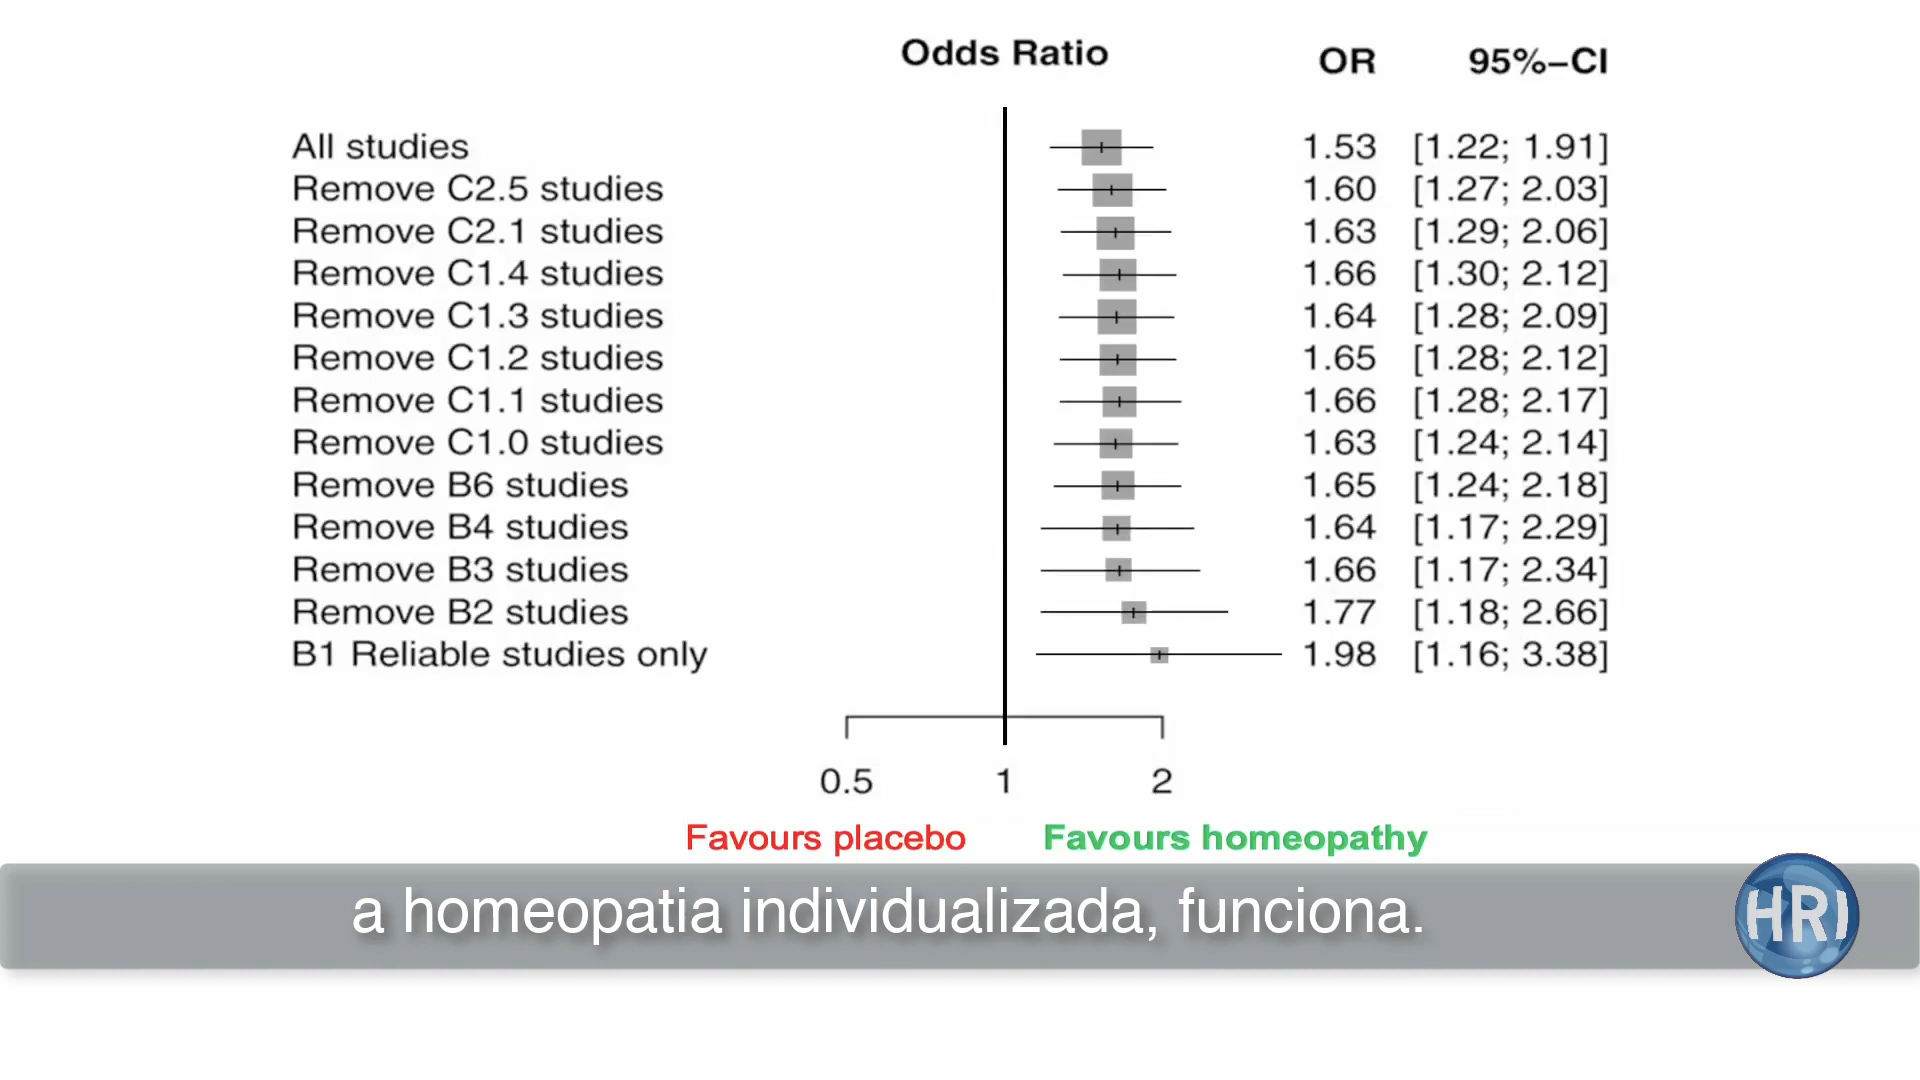 Odds Ratio OR 95%–CI
All studies 1.53 [1.22; 1.91]
Remove C2.5 studies 1.60 [1.27; 2.03]
Remove C2.1 studies 1.63 [1.29; 2.06]
Remove C1.4 studies 1.66 [1.30; 2.12]
Remove C1.3 studies 1.64 [1.28; 2.09]
Remove C1.2 studies 1.65 [1.28; 2.12]
Remove C1.1 studies 1.66 [1.28; 2.17]
Remove C1.0 studies 1.63 [1.24; 2.14]
Remove B6 studies 1.65 [1.24; 2.18]
Remove B4 studies 1.64 [1.17; 2.29]
Remove B3 studies 1.66 [1.17; 2.34]
Remove B2 studies 1.77 [1.18; 2.66]
B1 Reliable studies only 1.98 [1.16; 3.38]
0.5 1 2
Favours placebo Favours homeopathy
a homeopatia individualizada, funciona.
HRI